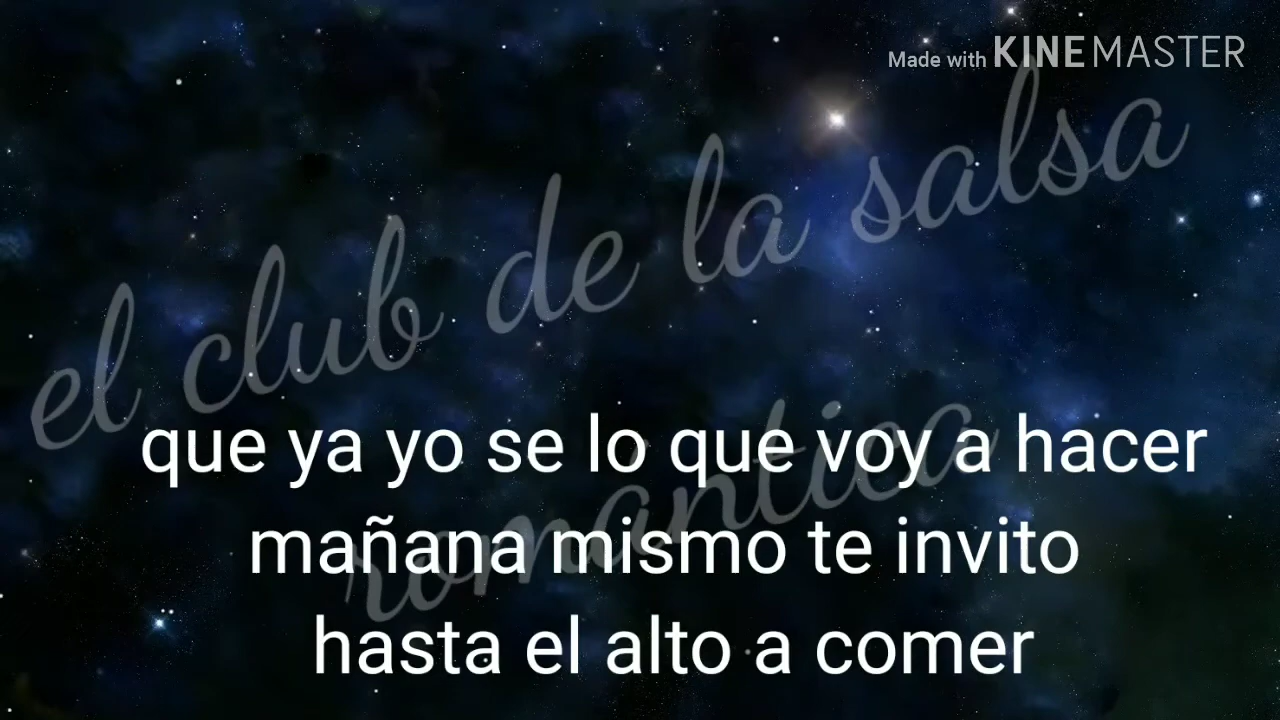 Made with KINEMASTER
el club de la salsa
romantica
que ya yo se lo que voy a hacer
mañana mismo te invito
hasta el alto a comer